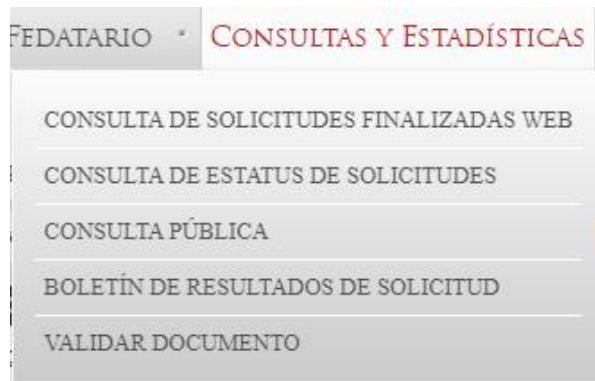 FEDATARIO · CONSULTAS Y ESTADÍSTICAS
CONSULTA DE SOLICITUDES FINALIZADAS WEB
CONSULTA DE ESTATUS DE SOLICITUDES
CONSULTA PÚBLICA
BOLETÍN DE RESULTADOS DE SOLICITUD
VALIDAR DOCUMENTO